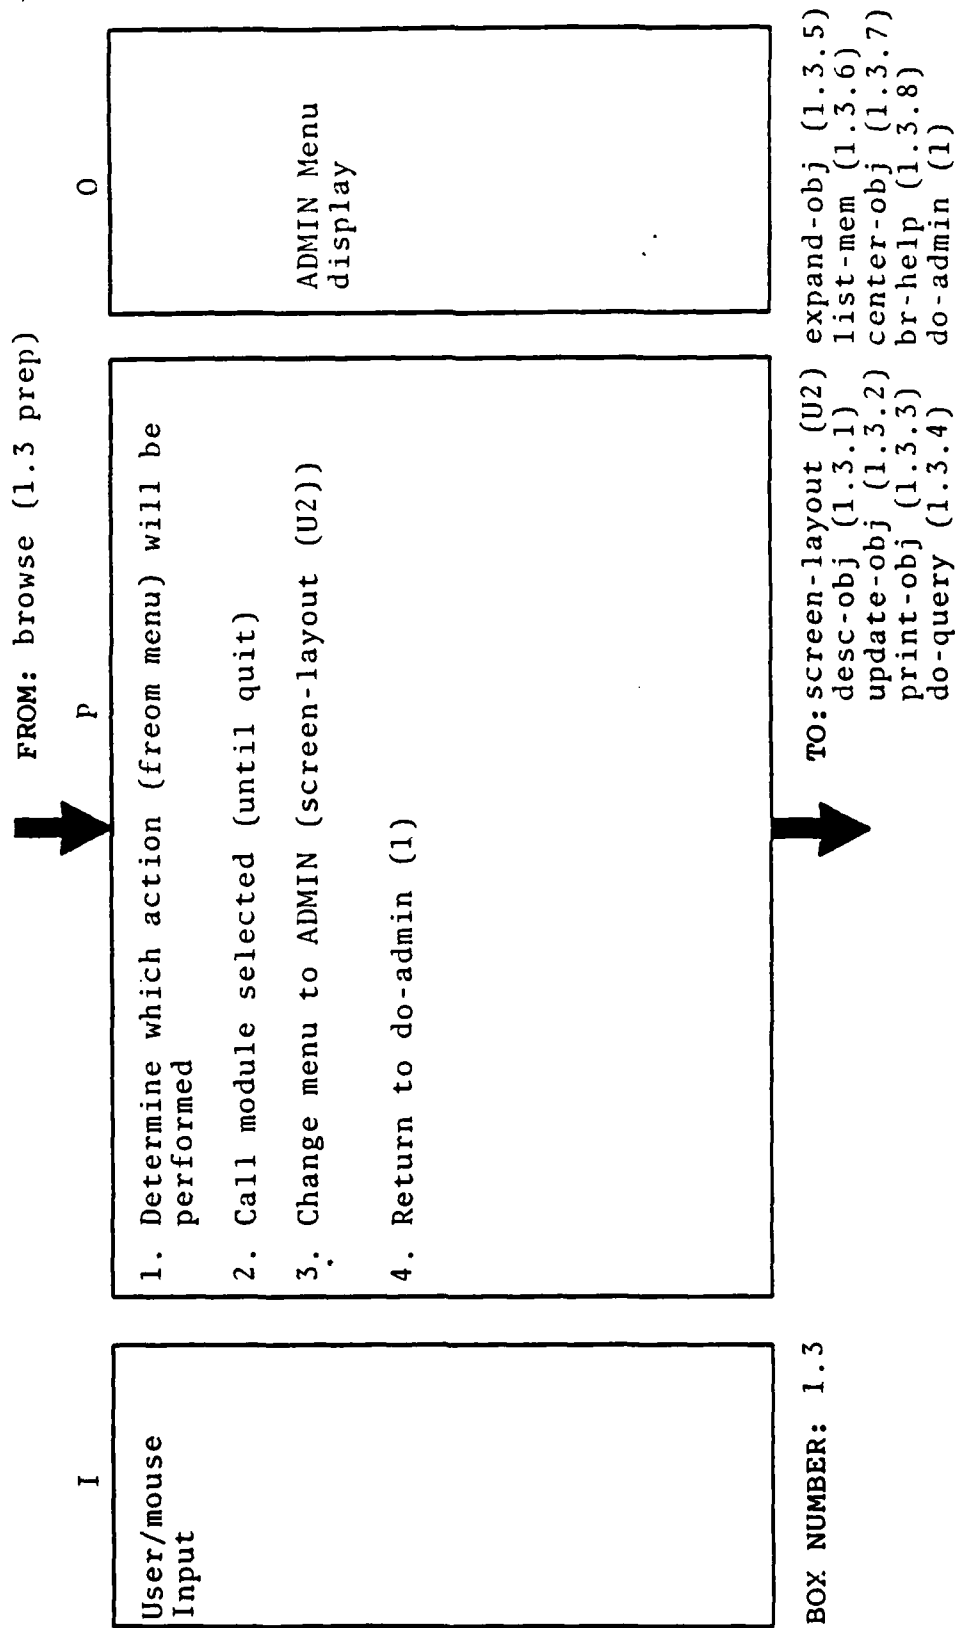 FROM: browse (1.3 prep)
I
P
O
User/mouse
Input
1. Determine which action (freom menu) will be
performed
2. Call module selected (until quit)
3. Change menu to ADMIN (screen-layout (U2))
4. Return to do-admin (1)
ADMIN Menu
display
BOX NUMBER: 1.3
TO: screen-layout (U2) expand-obj (1.3.5)
desc-obj (1.3.1) list-mem (1.3.6)
update-obj (1.3.2) center-obj (1.3.7)
print-obj (1.3.3) br-help (1.3.8)
do-query (1.3.4) do-admin (1)